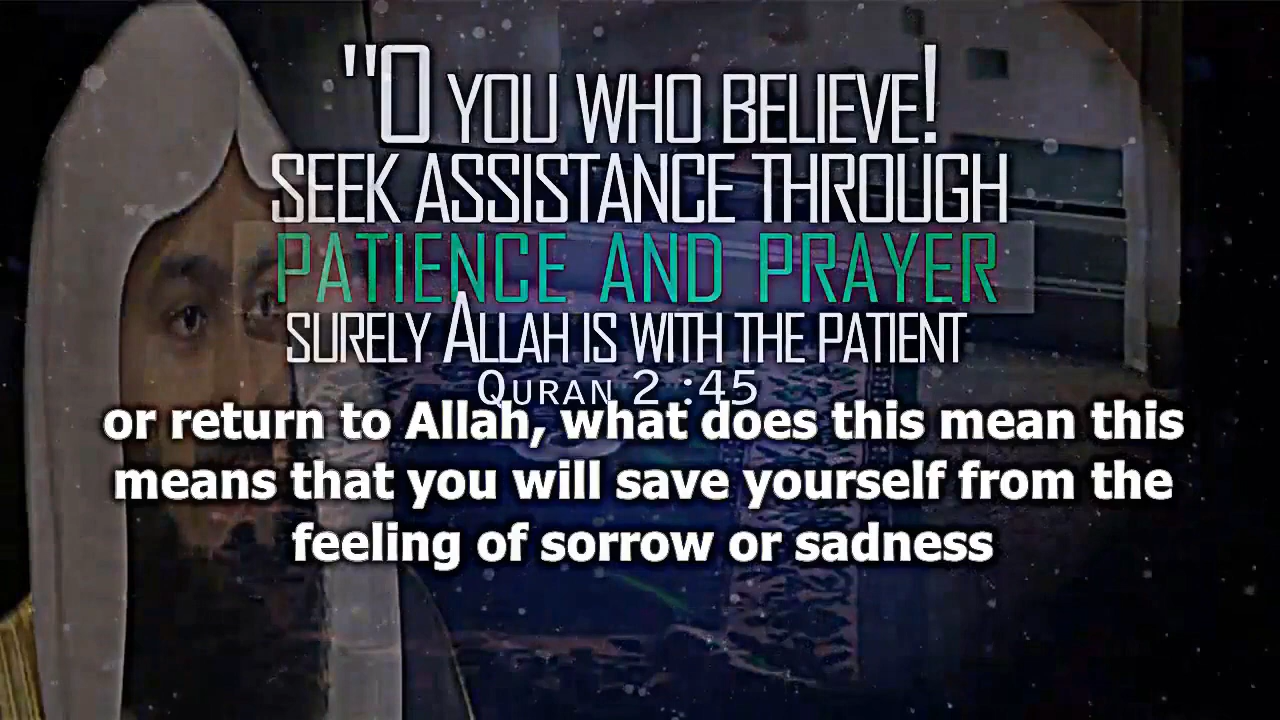 "O YOU WHO BELIEVE!
SEEK ASSISTANCE THROUGH
PATIENCE AND PRAYER
SURELY ALLAH IS WITH THE PATIENT
QURAN 2 :45
or return to Allah, what does this mean this
means that you will save yourself from the
feeling of sorrow or sadness